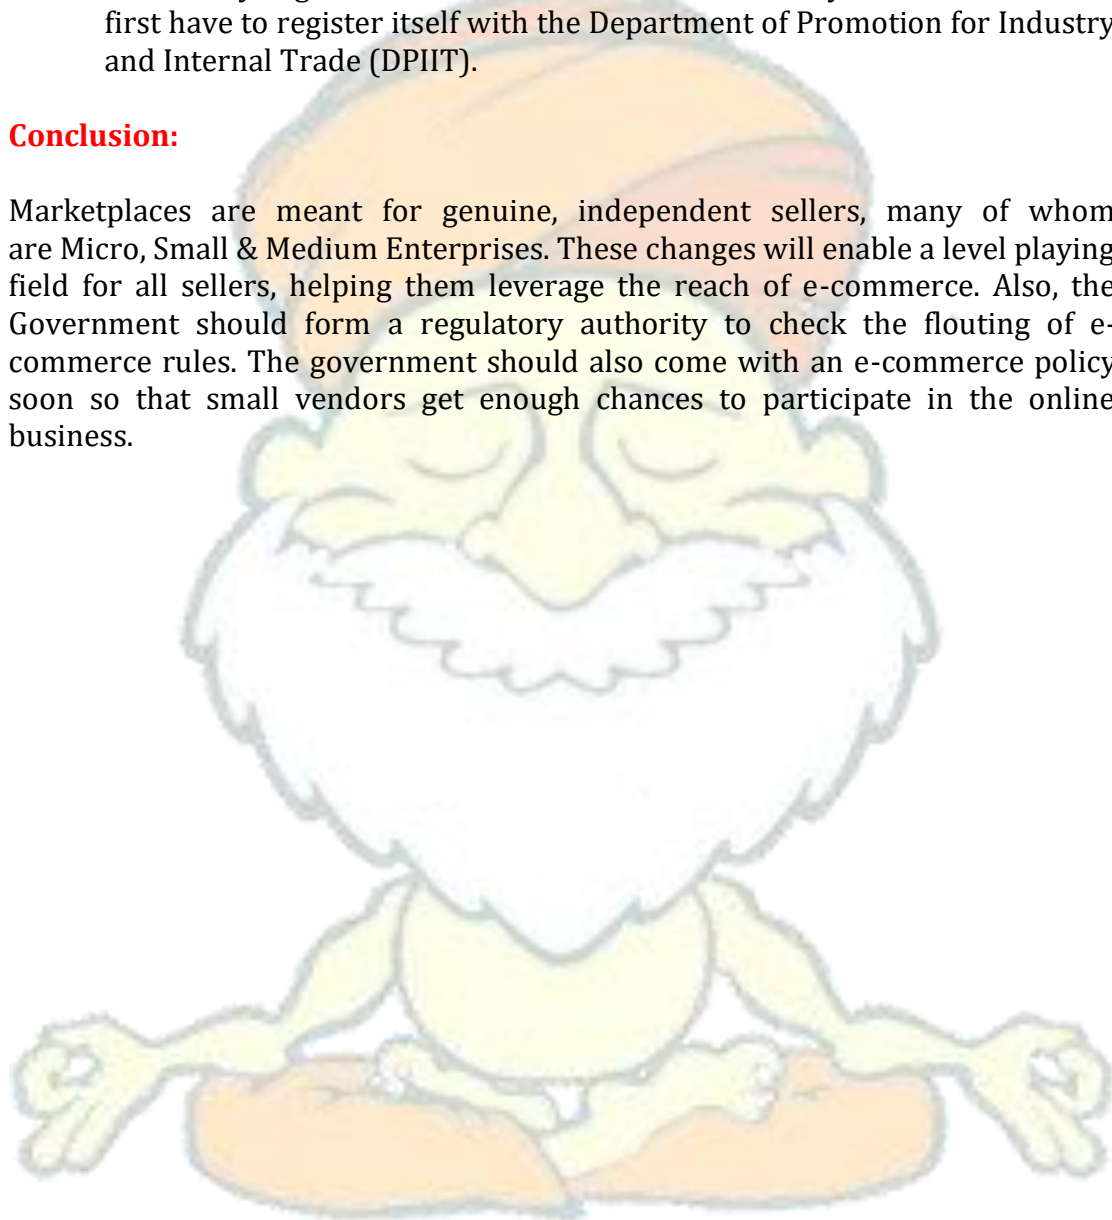 first have to register itself with the Department of Promotion for Industry
and Internal Trade (DPIIT).
Conclusion:
Marketplaces are meant for genuine, independent sellers, many of whom
are Micro, Small & Medium Enterprises. These changes will enable a level playing
field for all sellers, helping them leverage the reach of e-commerce. Also, the
Government should form a regulatory authority to check the flouting of e-
commerce rules. The government should also come with an e-commerce policy
soon so that small vendors get enough chances to participate in the online
business.